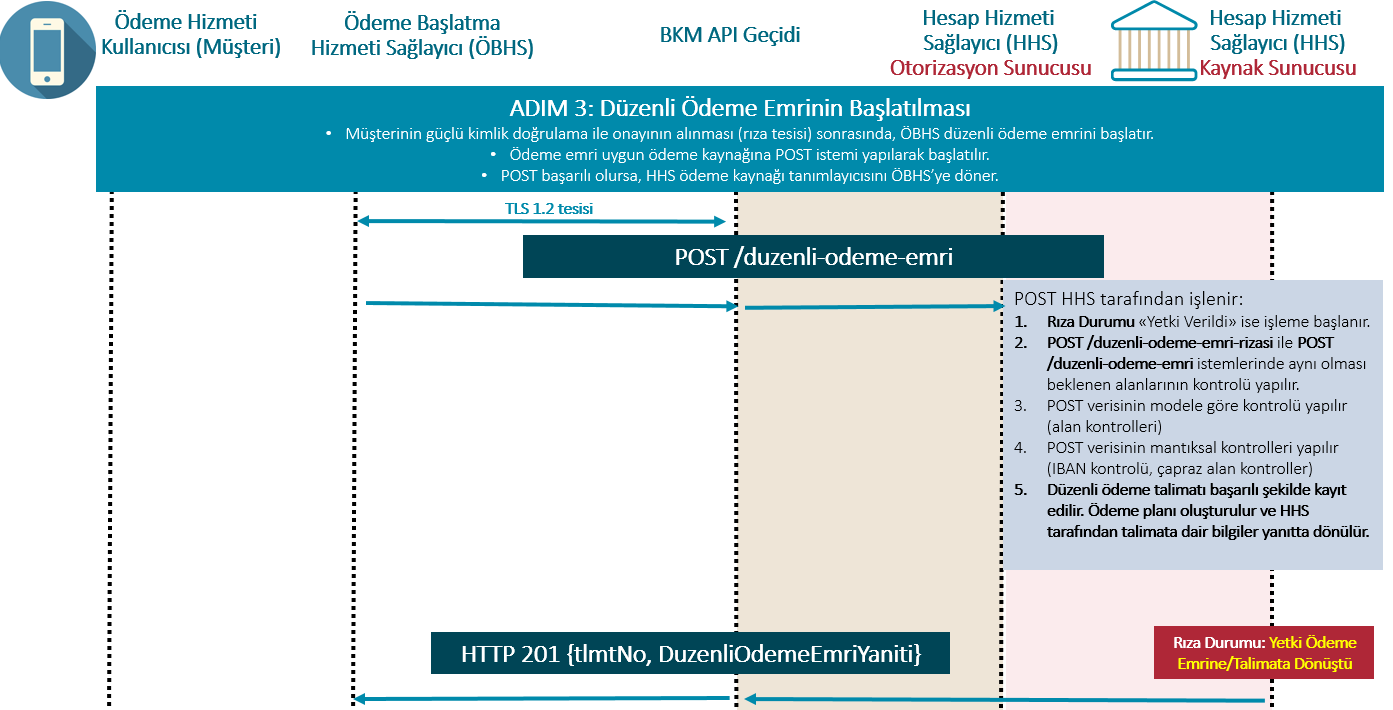 Ödeme Hizmeti
Kullanıcısı (Müşteri)
Ödeme Başlatma
Hizmeti Sağlayıcı (ÖBHS)
BKM API Geçidi
Hesap Hizmeti
Sağlayıcı (HHS)
Otorizasyon Sunucusu
Hesap Hizmeti
Sağlayıcı (HHS)
Kaynak Sunucusu
ADIM 3: Düzenli Ödeme Emrinin Başlatılması
• Müşterinin güçlü kimlik doğrulama ile onayının alınması (rıza tesisi) sonrasında, ÖBHS düzenli ödeme emrini başlatır.
• Ödeme emri uygun ödeme kaynağına POST istemi yapılarak başlatılır.
• POST başarılı olursa, HHS ödeme kaynağı tanımlayıcısını ÖBHS’ye döner.
TLS 1.2 tesisi
POST /duzenli-odeme-emri
POST HHS tarafından işlenir:
1. Rıza Durumu «Yetki Verildi» ise işleme başlanır.
2. POST /duzenli-odeme-emri-rizasi ile POST
/duzenli-odeme-emri istemlerinde aynı olması
beklenen alanlarının kontrolü yapılır.
3. POST verisinin modele göre kontrolü yapılır
(alan kontrolleri)
4. POST verisinin mantıksal kontrolleri yapılır
(IBAN kontrolü, çapraz alan kontroller)
5. Düzenli ödeme talimatı başarılı şekilde kayıt
edilir. Ödeme planı oluşturulur ve HHS
tarafından talimata dair bilgiler yanıtta dönülür.
HTTP 201 {tlmtNo, DuzenliOdemeEmriYaniti}
Rıza Durumu: Yetki Ödeme
Emrine/Talimata Dönüştü